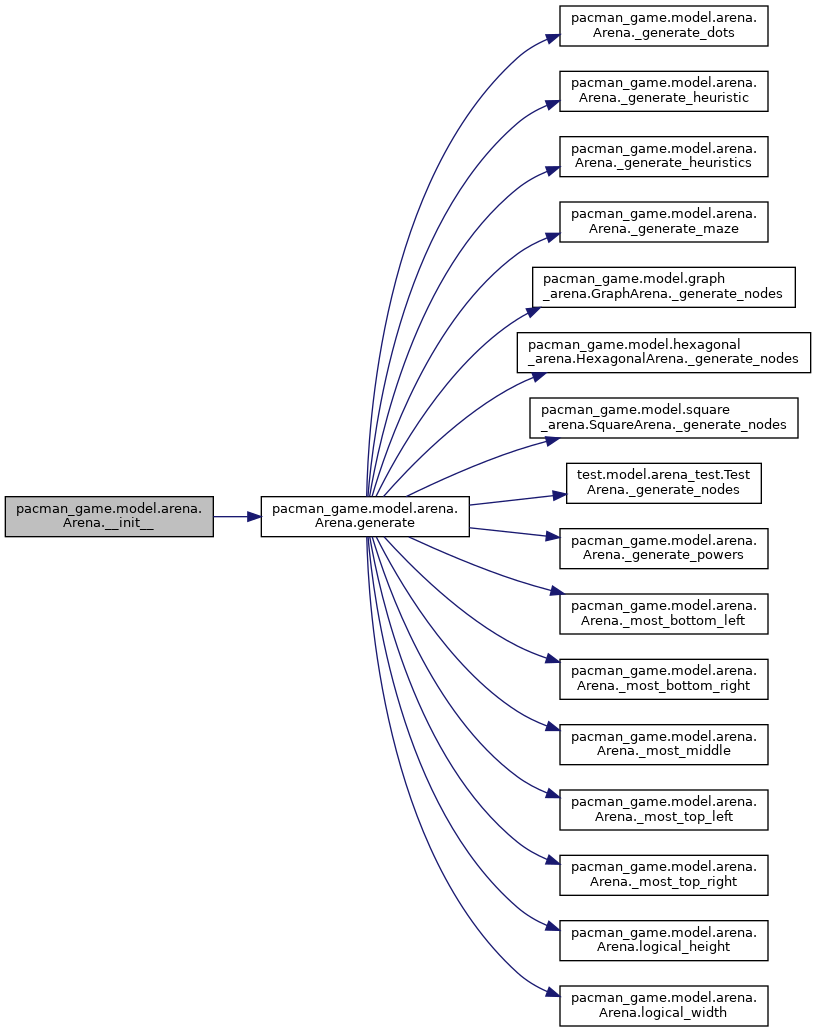 pacman_game.model.arena.
Arena._generate_dots
pacman_game.model.arena.
Arena._generate_heuristic
pacman_game.model.arena.
Arena._generate_heuristics
pacman_game.model.arena.
Arena._generate_maze
pacman_game.model.graph
_arena.GraphArena._generate_nodes
pacman_game.model.hexagonal
_arena.HexagonalArena._generate_nodes
pacman_game.model.square
_arena.SquareArena._generate_nodes
test.model.arena_test.Test
Arena._generate_nodes
pacman_game.model.arena.
Arena.__init__
pacman_game.model.arena.
Arena.generate
pacman_game.model.arena.
Arena._generate_powers
pacman_game.model.arena.
Arena._most_bottom_left
pacman_game.model.arena.
Arena._most_bottom_right
pacman_game.model.arena.
Arena._most_middle
pacman_game.model.arena.
Arena._most_top_left
pacman_game.model.arena.
Arena._most_top_right
pacman_game.model.arena.
Arena.logical_height
pacman_game.model.arena.
Arena.logical_width